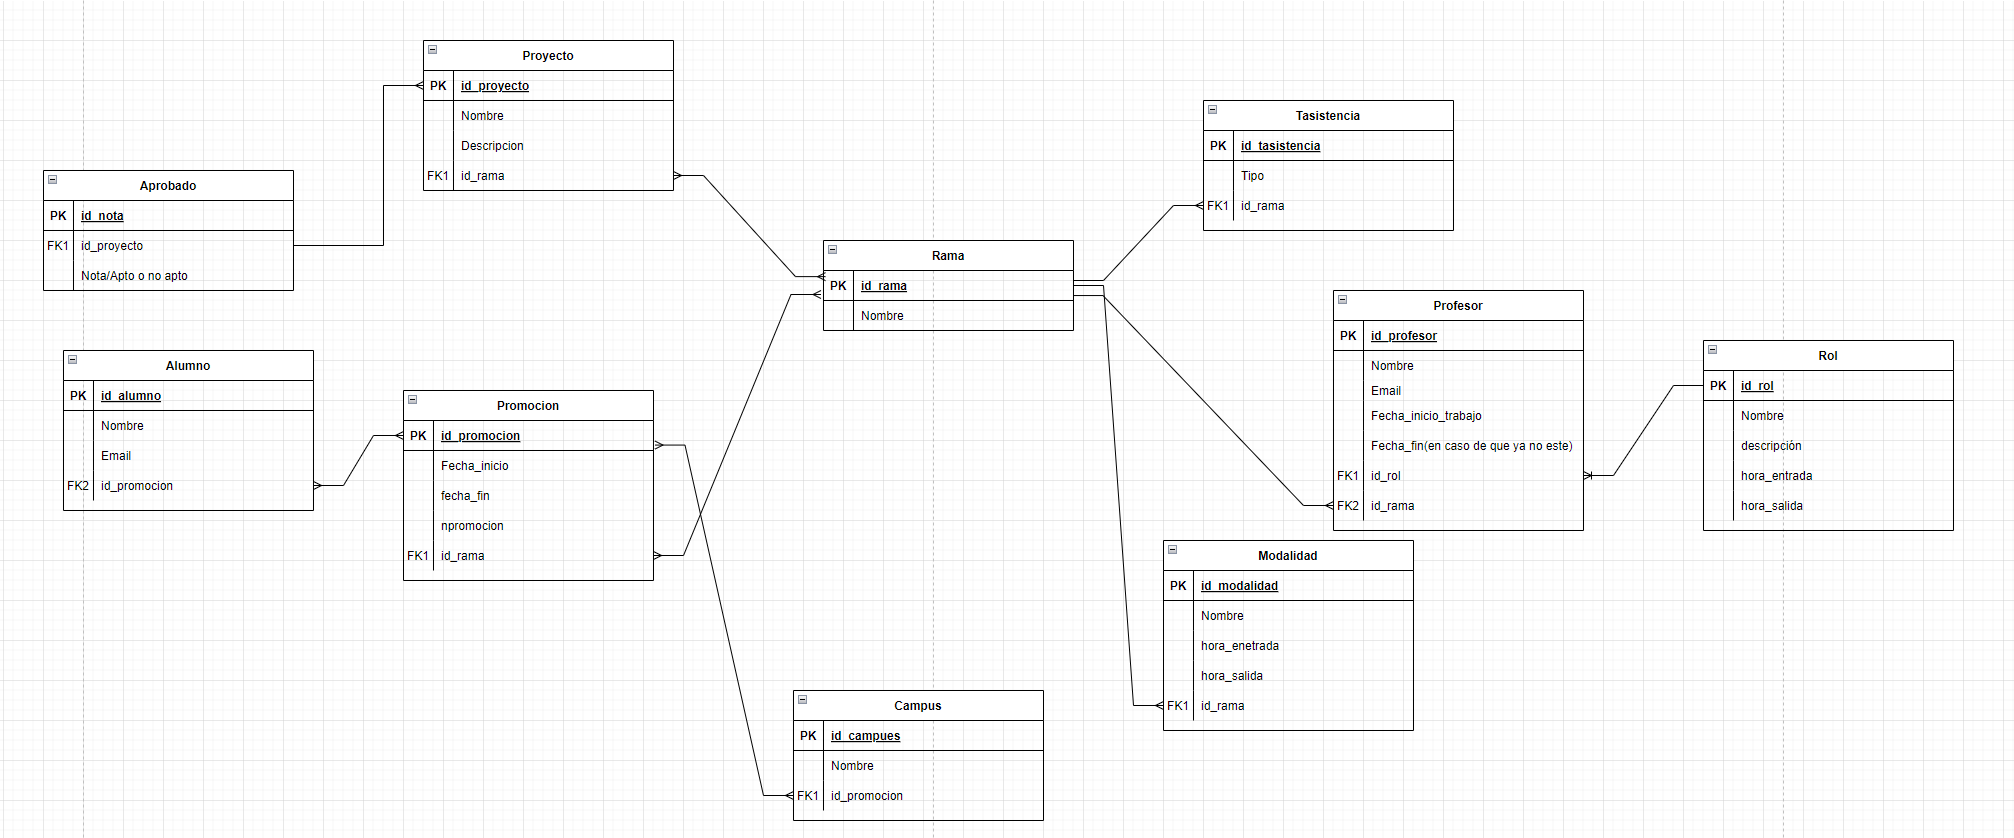 Proyecto
PK id_proyecto
Nombre
Descripcion
FK1 id_rama
Tasistencia
PK id_tasistencia
Tipo
FK1 id_rama
Aprobado
PK id_nota
FK1 id_proyecto
Nota/Apto o no apto
Rama
PK id_rama
Nombre
Profesor
PK id_profesor
Nombre
Email
Fecha_inicio_trabajo
Fecha_fin(en caso de que ya no este)
FK1 id_rol
FK2 id_rama
Rol
PK id_rol
Nombre
descripción
hora_entrada
hora_salida
Alumno
PK id_alumno
Nombre
Email
FK2 id_promocion
Promocion
PK id_promocion
Fecha_inicio
fecha_fin
npromocion
FK1 id_rama
Modalidad
PK id_modalidad
Nombre
hora_enetrada
hora_salida
FK1 id_rama
Campus
PK id_campues
Nombre
FK1 id_promocion